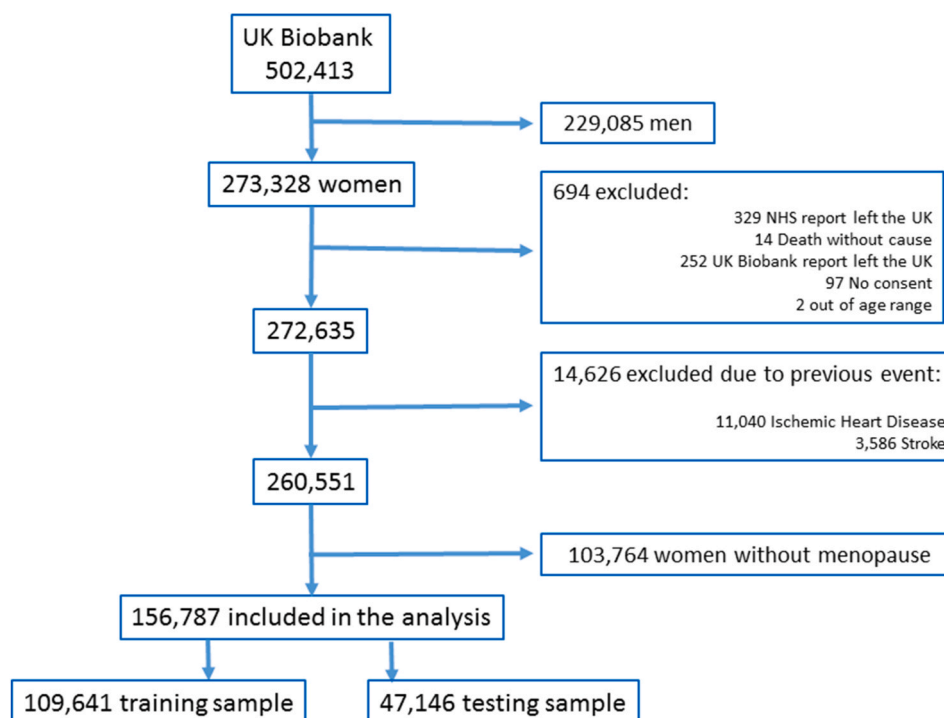 UK Biobank
502,413
229,085 men
273,328 women
694 excluded:
329 NHS report left the UK
14 Death without cause
252 UK Biobank report left the UK
97 No consent
2 out of age range
272,635
14,626 excluded due to previous event:
11,040 Ischemic Heart Disease
3,586 Stroke
260,551
103,764 women without menopause
156,787 included in the analysis
109,641 training sample
47,146 testing sample